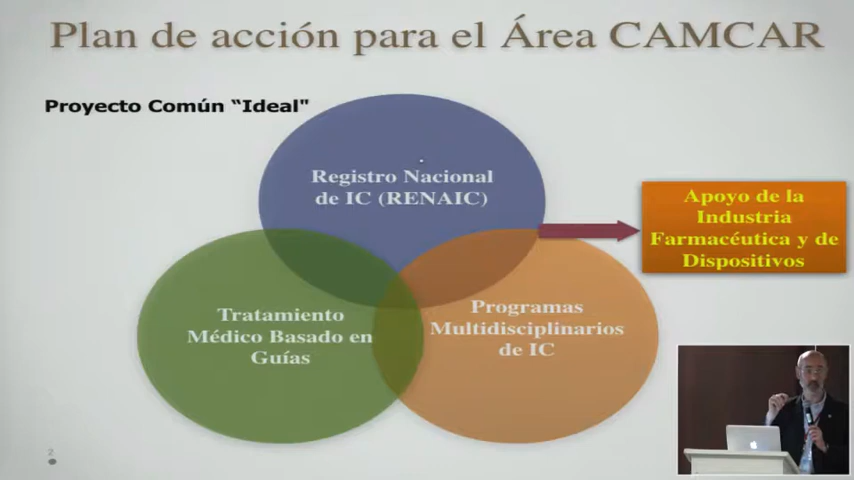 Plan de acción para el Área CAMCAR
Proyecto Común “Ideal"
Registro Nacional
de IC (RENAIC)
Apoyo de la
Industria
Farmacéutica y de
Dispositivos
Tratamiento
Médico Basado en
Guías
Programas
Multidisciplinarios
de IC
2